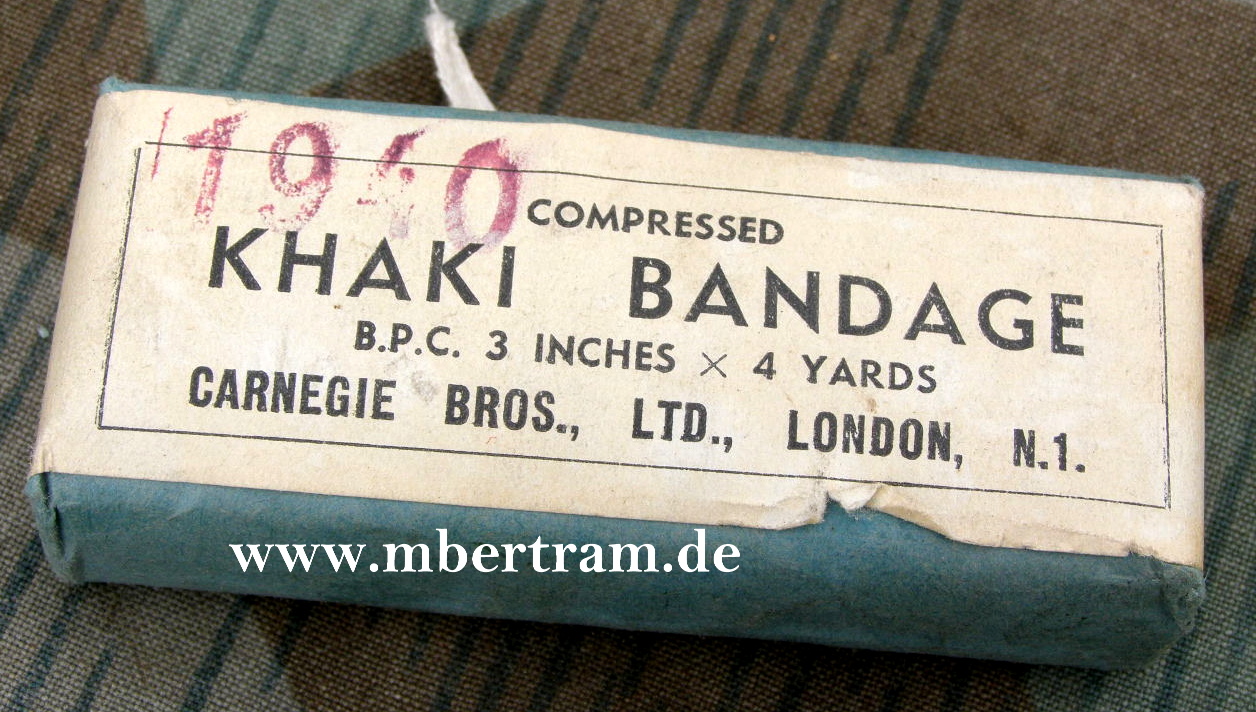 1940
COMPRESSED
KHAKI BANDAGE
B.P.C. 3 INCHES × 4 YARDS
CARNEGIE BROS., LTD., LONDON, N.1.
www.mbertram.de